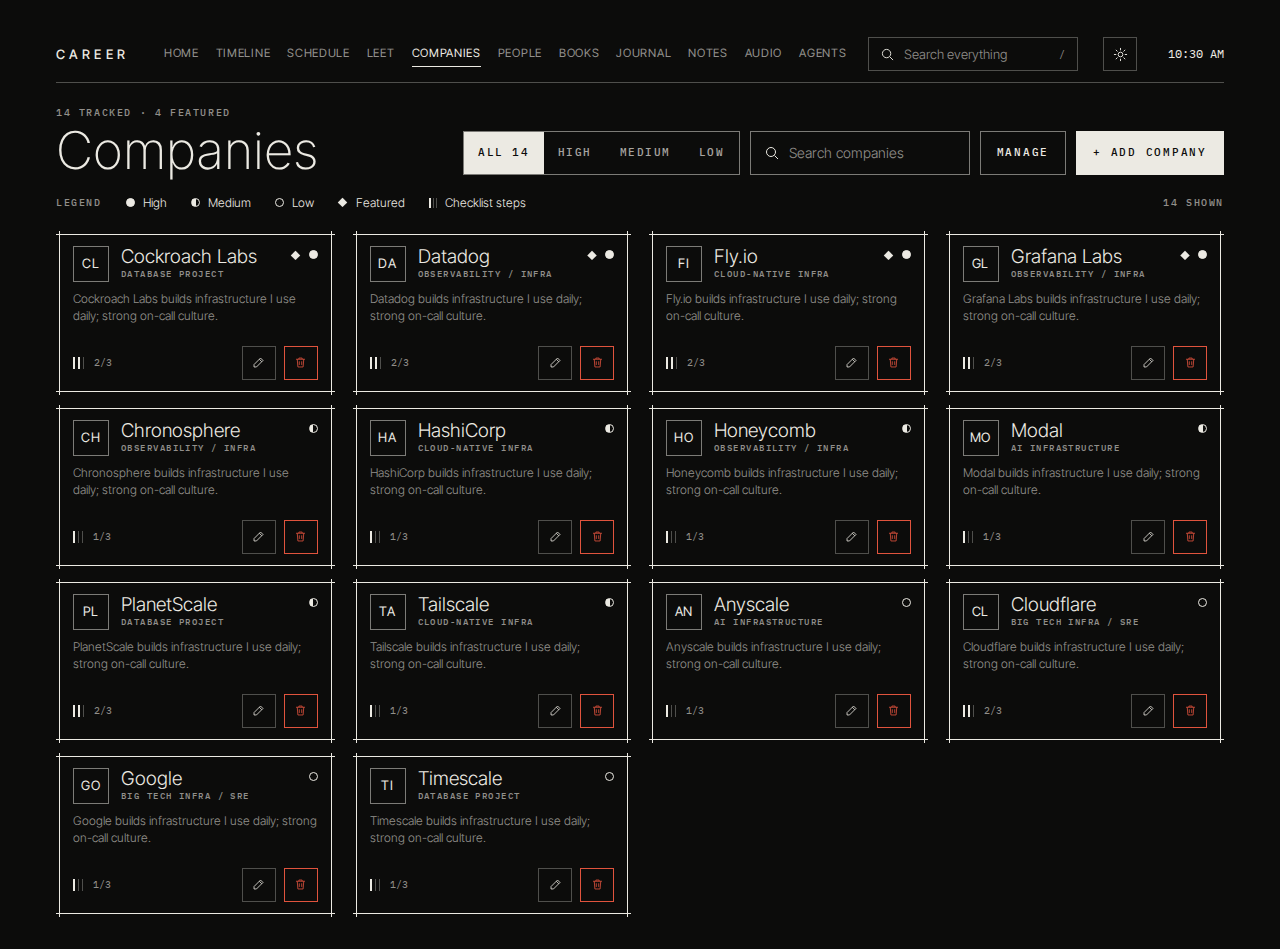 CAREER HOME TIMELINE SCHEDULE LEET COMPANIES PEOPLE BOOKS JOURNAL NOTES AUDIO AGENTS Search everything / 10:30 AM
14 TRACKED · 4 FEATURED
Companies ALL 14 HIGH MEDIUM LOW Search companies MANAGE + ADD COMPANY
LEGEND High Medium Low Featured Checklist steps 14 SHOWN
CL Cockroach Labs
DATABASE PROJECT
Cockroach Labs builds infrastructure I use
daily; strong on-call culture.
2/3
DA Datadog
OBSERVABILITY / INFRA
Datadog builds infrastructure I use daily;
strong on-call culture.
2/3
FI Fly.io
CLOUD-NATIVE INFRA
Fly.io builds infrastructure I use daily; strong
on-call culture.
2/3
GL Grafana Labs
OBSERVABILITY / INFRA
Grafana Labs builds infrastructure I use daily;
strong on-call culture.
2/3
CH Chronosphere
OBSERVABILITY / INFRA
Chronosphere builds infrastructure I use
daily; strong on-call culture.
1/3
HA HashiCorp
CLOUD-NATIVE INFRA
HashiCorp builds infrastructure I use daily;
strong on-call culture.
1/3
HO Honeycomb
OBSERVABILITY / INFRA
Honeycomb builds infrastructure I use daily;
strong on-call culture.
1/3
MO Modal
AI INFRASTRUCTURE
Modal builds infrastructure I use daily; strong
on-call culture.
1/3
PL PlanetScale
DATABASE PROJECT
PlanetScale builds infrastructure I use daily;
strong on-call culture.
2/3
TA Tailscale
CLOUD-NATIVE INFRA
Tailscale builds infrastructure I use daily;
strong on-call culture.
1/3
AN Anyscale
AI INFRASTRUCTURE
Anyscale builds infrastructure I use daily;
strong on-call culture.
1/3
CL Cloudflare
BIG TECH INFRA / SRE
Cloudflare builds infrastructure I use daily;
strong on-call culture.
2/3
GO Google
BIG TECH INFRA / SRE
Google builds infrastructure I use daily; strong
on-call culture.
1/3
TI Timescale
DATABASE PROJECT
Timescale builds infrastructure I use daily;
strong on-call culture.
1/3